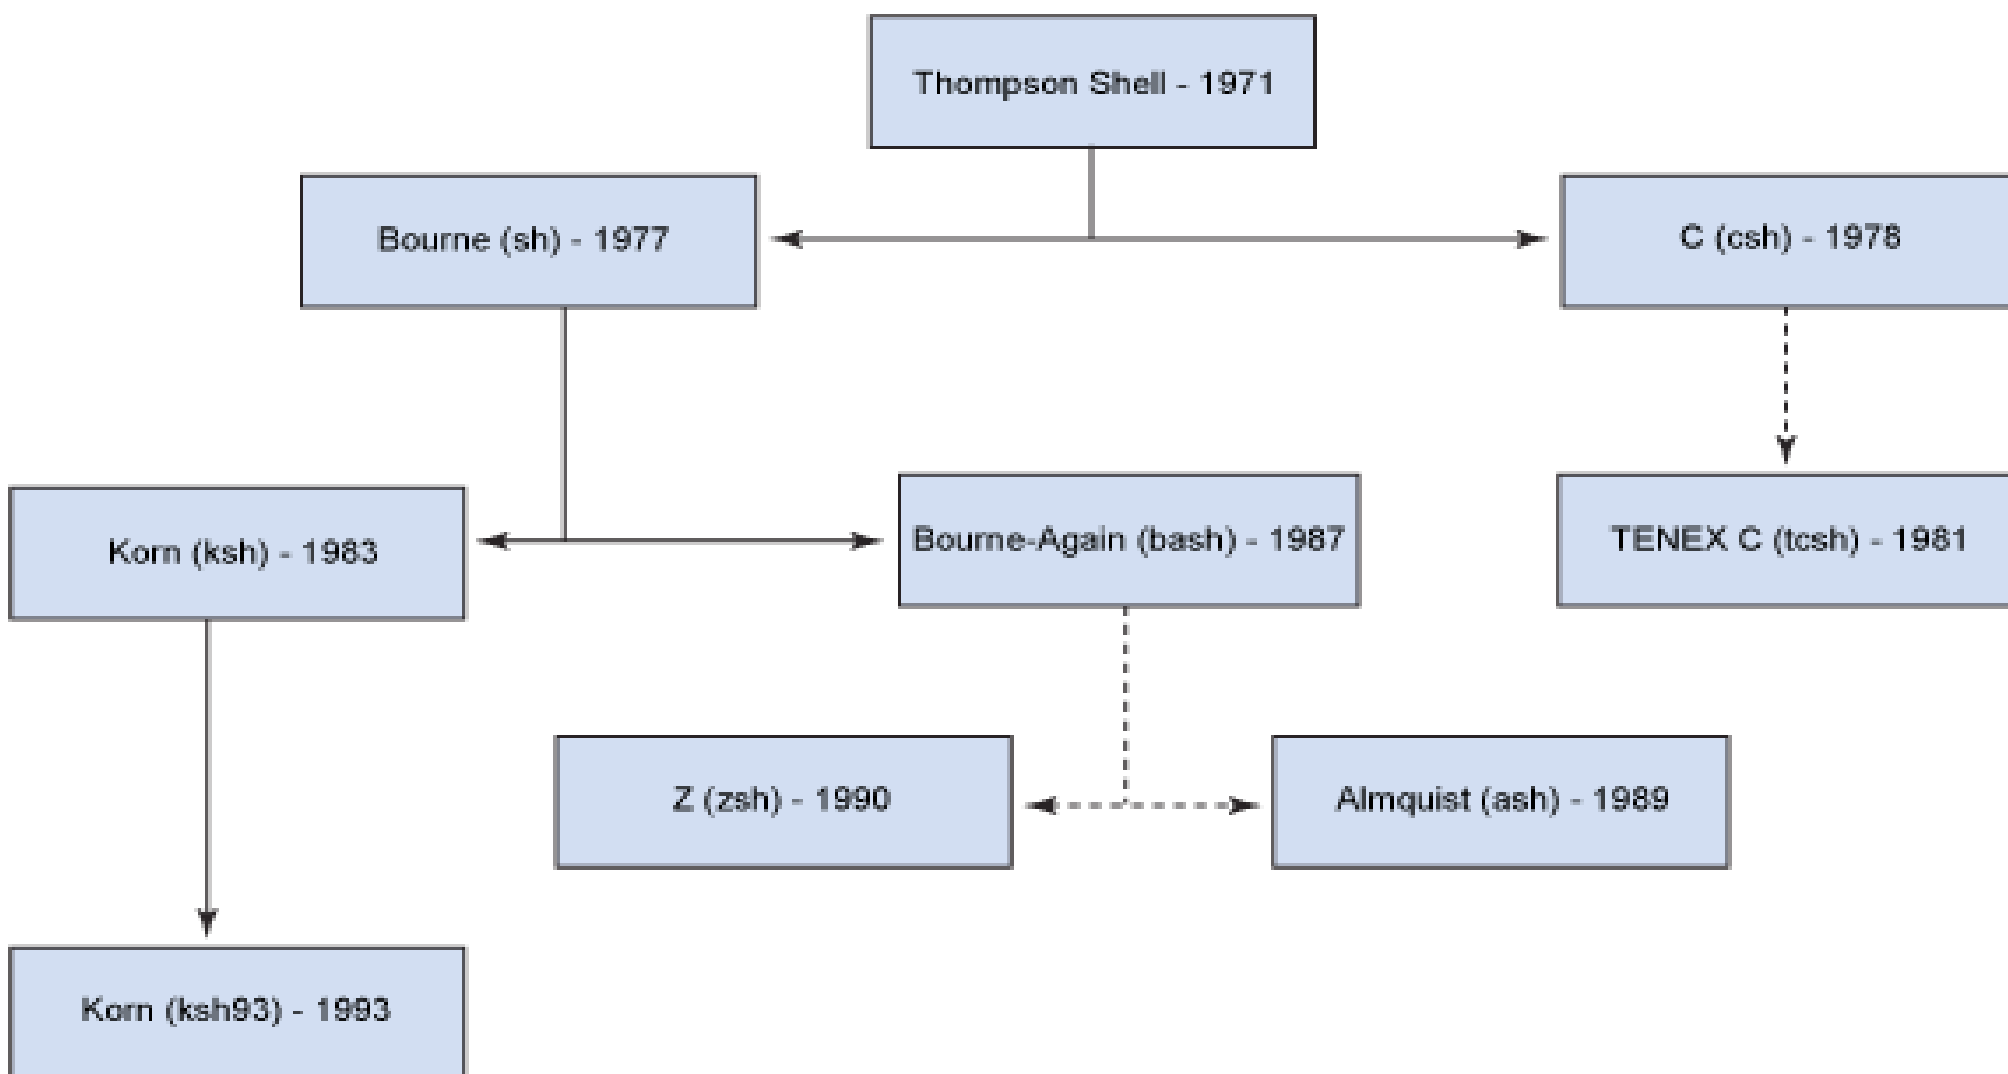 Thompson Shell - 1971
Bourne (sh) - 1977
C (csh) - 1978
Korn (ksh) - 1983
Bourne-Again (bash) - 1987
TENEX C (tcsh) - 1981
Z (zsh) - 1990
Almquist (ash) - 1989
Korn (ksh93) - 1993